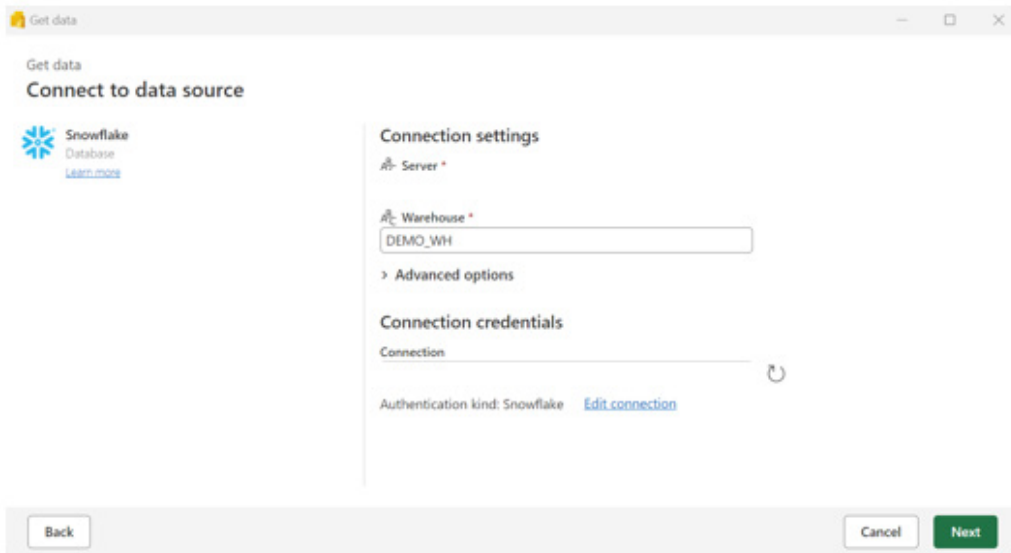 Get data
Get data
Connect to data source
Snowflake
Database
Learn more
Connection settings
Server *
Warehouse *
DEMO_WH
Advanced options
Connection credentials
Connection
Authentication kind: Snowflake Edit connection
Back
Cancel
Next